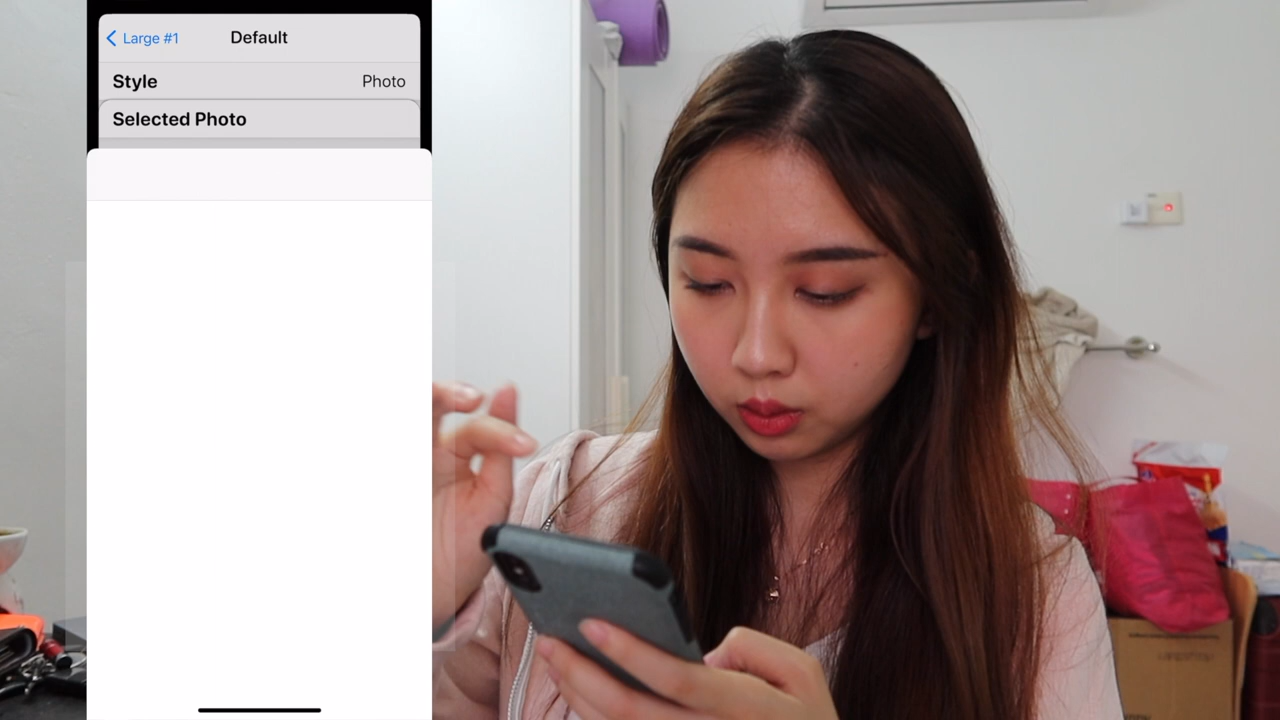 Large #1
Default
Style
Photo
Selected Photo